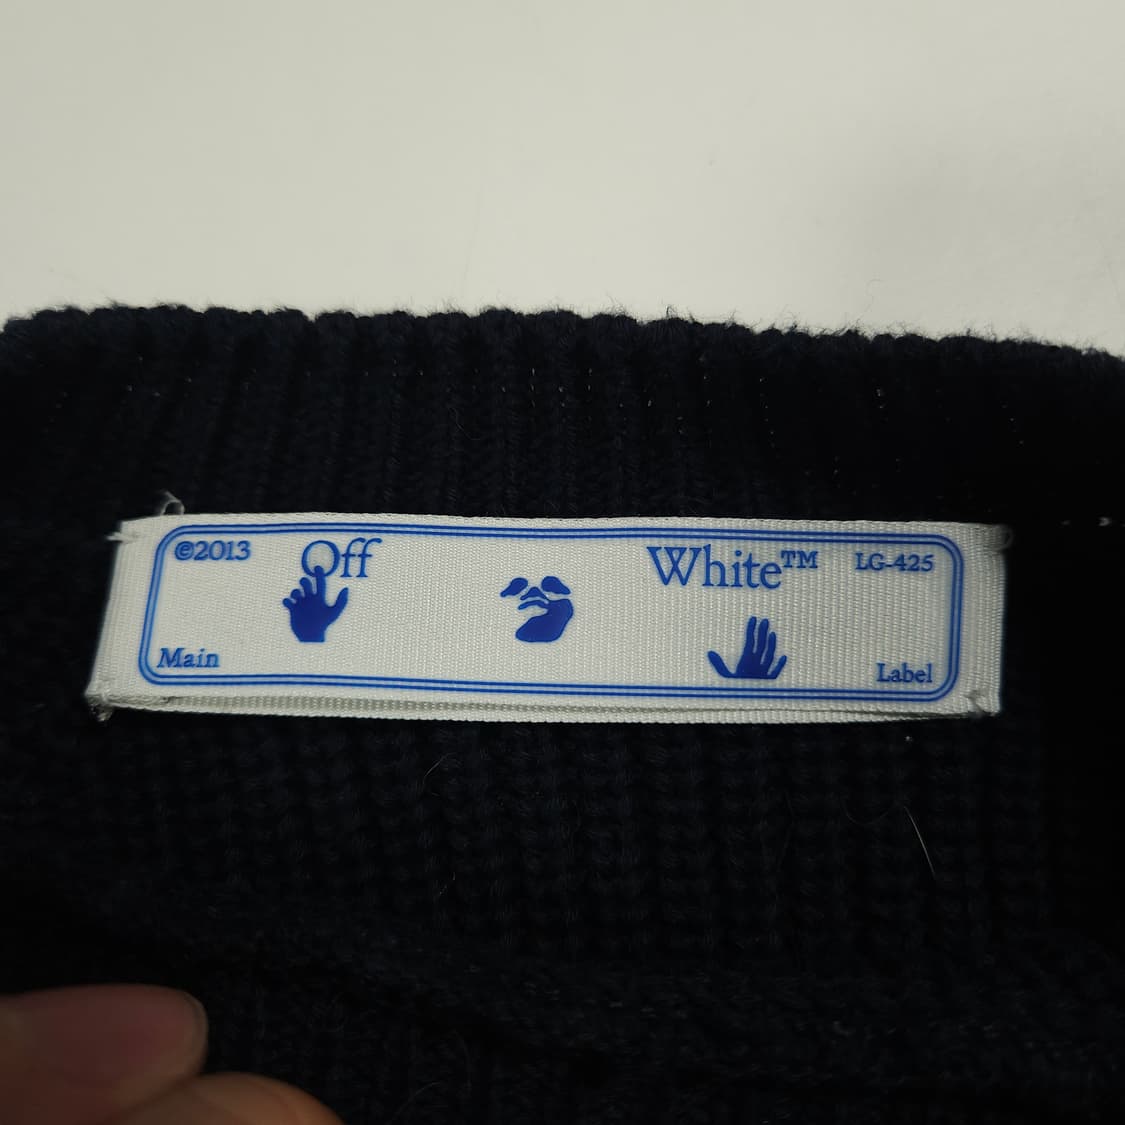 ©2013 Off White™ LG-425
Main Label